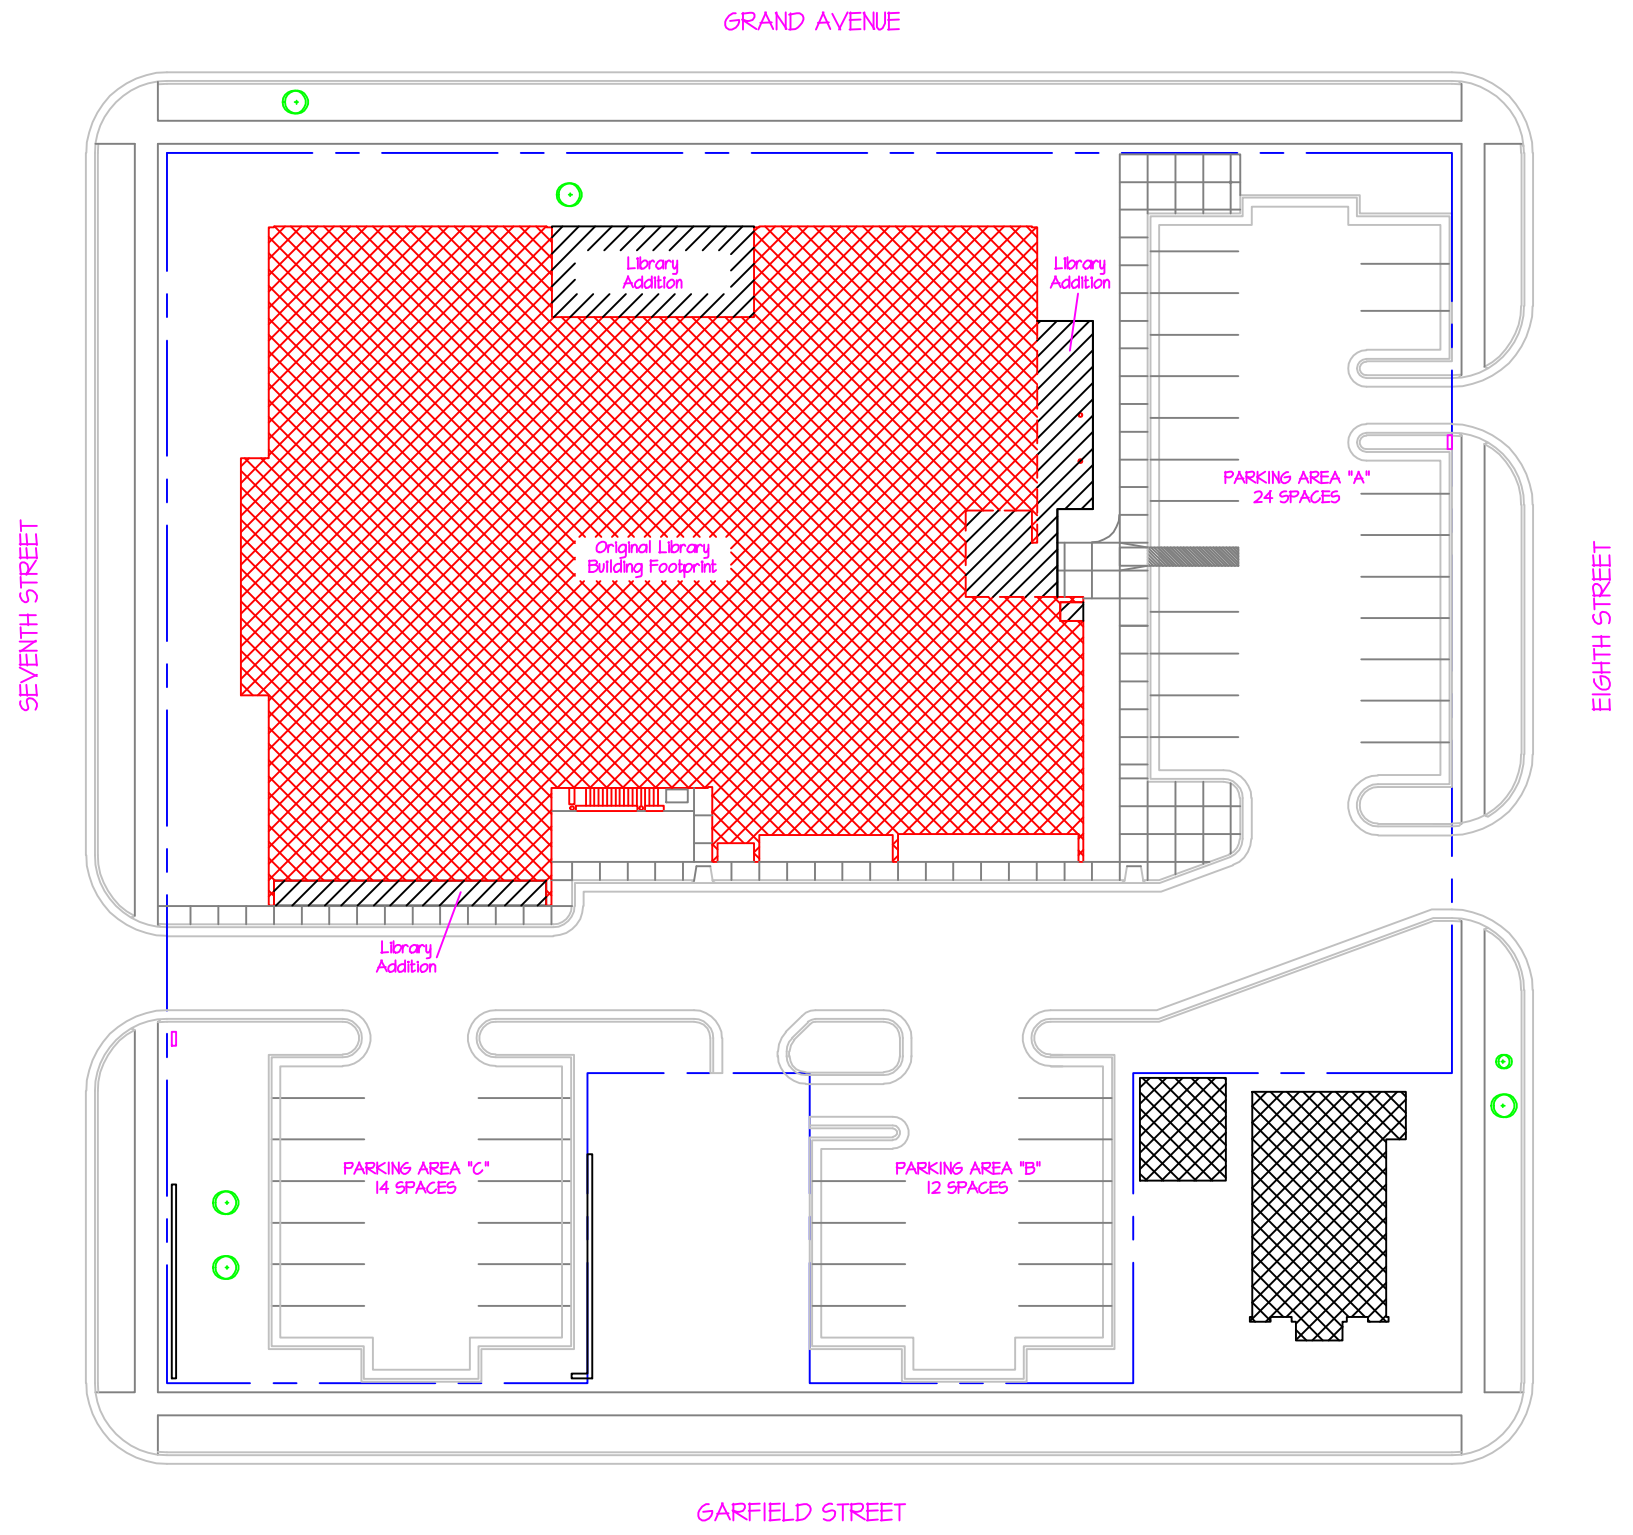 GRAND AVENUE
Library
Addition
Library
Addition
PARKING AREA "A"
24 SPACES
Original Library
Building Footprint
SEVENTH STREET
EIGHTH STREET
Library
Addition
PARKING AREA "C"
14 SPACES
PARKING AREA "B"
12 SPACES
GARFIELD STREET